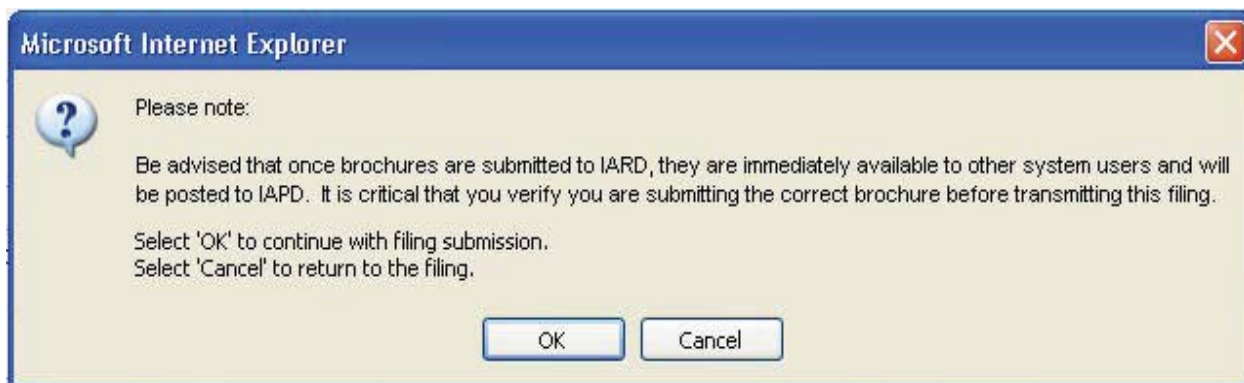 Microsoft Internet Explorer
Please note:
Be advised that once brochures are submitted to IARD, they are immediately available to other system users and will
be posted to IAPD.  It is critical that you verify you are submitting the correct brochure before transmitting this filing.
Select 'OK' to continue with filing submission.
Select 'Cancel' to return to the filing.
OK
Cancel